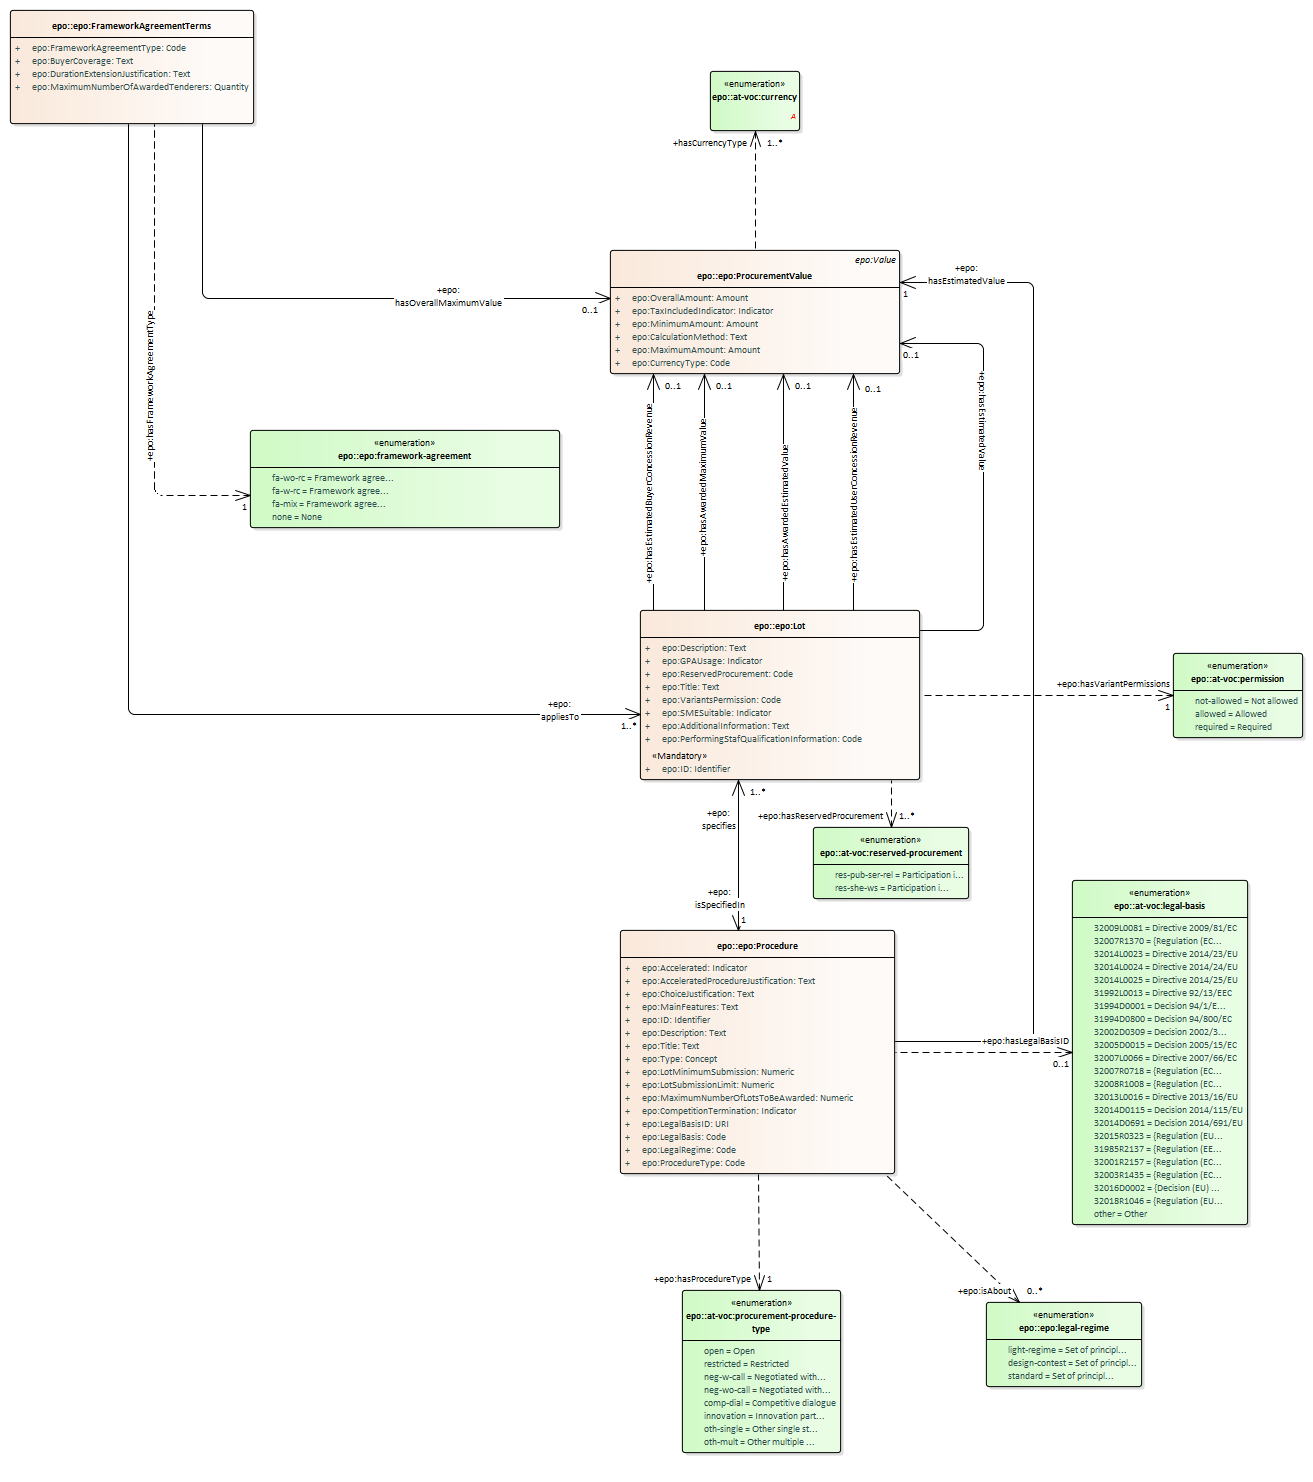 epo::epo:FrameworkAgreementTerms
+ epo:FrameworkAgreementType: Code
+ epo:BuyerCoverage: Text
+ epo:DurationExtensionJustification: Text
+ epo:MaximumNumberOfAwardedTenderers: Quantity
«enumeration»
epo::at-voc:currency
A
+hasCurrencyType 1..*
epo:Value
epo::epo:ProcurementValue
+ epo:OverallAmount: Amount
+ epo:TaxIncludedIndicator: Indicator
+ epo:MinimumAmount: Amount
+ epo:CalculationMethod: Text
+ epo:MaximumAmount: Amount
+ epo:CurrencyType: Code
+epo:
hasOverallMaximumValue
0..1
+epo:
hasEstimatedValue
1
0..1
+epo:hasEstimatedValue
+epo:hasFrameworkAgreementType
1
«enumeration»
epo::epo:framework-agreement
fa-wo-rc = Framework agree...
fa-w-rc = Framework agree...
fa-mix = Framework agree...
none = None
0..1
+epo:hasEstimatedBuyerConcessionRevenue
0..1
+epo:hasAwardedMaximumValue
0..1
+epo:hasAwardedEstimatedValue
0..1
+epo:hasEstimatedUserConcessionRevenue
epo::epo:Lot
+ epo:Description: Text
+ epo:GPAUsage: Indicator
+ epo:ReservedProcurement: Code
+ epo:Title: Text
+ epo:VariantsPermission: Code
+ epo:SMESuitable: Indicator
+ epo:AdditionalInformation: Text
+ epo:PerformingStafQualificationInformation: Code
«Mandatory»
+ epo:ID: Identifier
+epo:
appliesTo
1..*
+epo:hasVariantPermissions
1
«enumeration»
epo::at-voc:permission
not-allowed = Not allowed
allowed = Allowed
required = Required
1..*
+epo:
specifies
+epo:
isSpecifiedIn
1
+epo:hasReservedProcurement 1..*
«enumeration»
epo::at-voc:reserved-procurement
res-pub-ser-rel = Participation i...
res-she-ws = Participation i...
epo::epo:Procedure
+ epo:Accelerated: Indicator
+ epo:AcceleratedProcedureJustification: Text
+ epo:ChoiceJustification: Text
+ epo:MainFeatures: Text
+ epo:ID: Identifier
+ epo:Description: Text
+ epo:Title: Text
+ epo:Type: Concept
+ epo:LotMinimumSubmission: Numeric
+ epo:LotSubmissionLimit: Numeric
+ epo:MaximumNumberOfLotsToBeAwarded: Numeric
+ epo:CompetitionTermination: Indicator
+ epo:LegalBasisID: URI
+ epo:LegalBasis: Code
+ epo:LegalRegime: Code
+ epo:ProcedureType: Code
+epo:hasLegalBasisID
0..1
«enumeration»
epo::at-voc:legal-basis
32009L0081 = Directive 2009/81/EC
32007R1370 = {Regulation (EC...
32014L0023 = Directive 2014/23/EU
32014L0024 = Directive 2014/24/EU
32014L0025 = Directive 2014/25/EU
31992L0013 = Directive 92/13/EEC
31994D0001 = Decision 94/1/E...
31994D0800 = Decision 94/800/EC
32002D0309 = Decision 2002/3...
32005D0015 = Decision 2005/15/EC
32007L0066 = Directive 2007/66/EC
32007R0718 = {Regulation (EC...
32008R1008 = {Regulation (EC...
32013L0016 = Directive 2013/16/EU
32014D0115 = Decision 2014/115/EU
32014D0691 = Decision 2014/691/EU
32015R0323 = {Regulation (EU...
31985R2137 = {Regulation (EE...
32001R2157 = {Regulation (EC...
32003R1435 = {Regulation (EC...
32016D0002 = {Decision (EU) ...
32018R1046 = {Regulation (EU...
other = Other
+epo:hasProcedureType 1
«enumeration»
epo::at-voc:procurement-procedure-
type
open = Open
restricted = Restricted
neg-w-call = Negotiated with...
neg-wo-call = Negotiated with...
comp-dial = Competitive dialogue
innovation = Innovation part...
oth-single = Other single st...
oth-mult = Other multiple ...
+epo:isAbout 0..*
«enumeration»
epo::epo:legal-regime
light-regime = Set of principl...
design-contest = Set of principl...
standard = Set of principl...